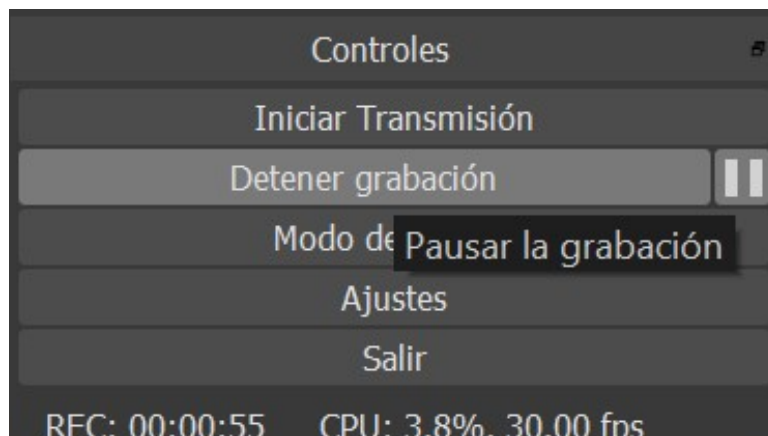 Controles
Iniciar Transmisión
Detener grabación
Modo de
Pausar la grabación
Ajustes
Salir
REC: 00:00:55 CPU: 3.8%, 30.00 fps